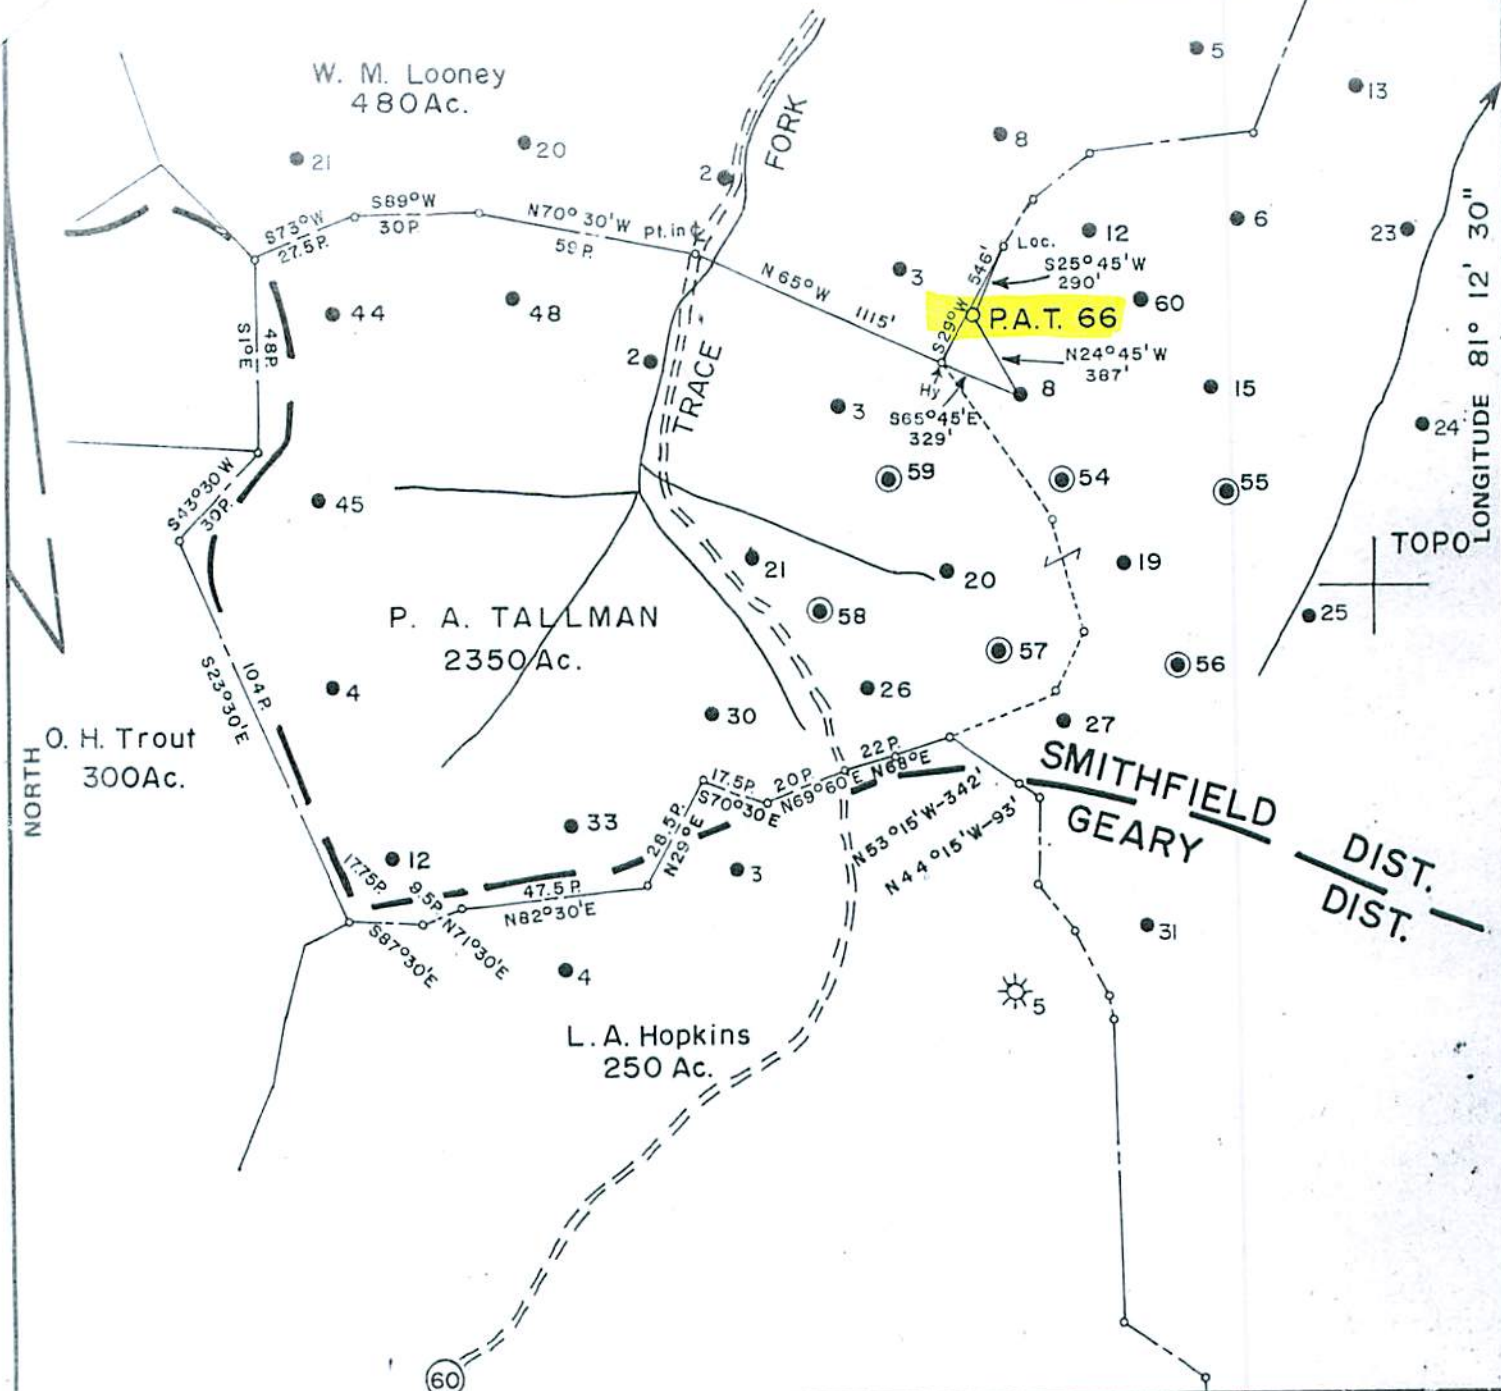 W. M. Looney
480Ac.
21
20
2
FORK
5
13
8
12
6
23
S73°W
27.5P.
S89°W
30P.
N70°30'W
59P.
Pt.in ℄
N65°W
1115'
3
546'
S29°W
Loc.
S25°45'W
290'
P.A.T. 66
60
N24°45'W
387'
8
15
24
Hy
S65°45'E
329'
LONGITUDE 81° 12' 30"
TOPO
44
48
48P.
S1°E
2
TRACE
3
59
54
55
S43°30'W
30P.
45
21
20
19
25
58
57
56
P. A. TALLMAN
2350Ac.
104P.
S23°30'E
4
30
26
27
NORTH
O. H. Trout
300Ac.
22P.
N68°E
20P.
N69°60'E
17.5P.
S70°30'E
28.5P.
N29°E
33
3
12
17.75P.
S87°30'E
9.5P.
N71°30'E
47.5P.
N82°30'E
N53°15'W-342'
N44°15'W-93'
SMITHFIELD DIST.
GEARY DIST.
31
4
5
L. A. Hopkins
250 Ac.
60